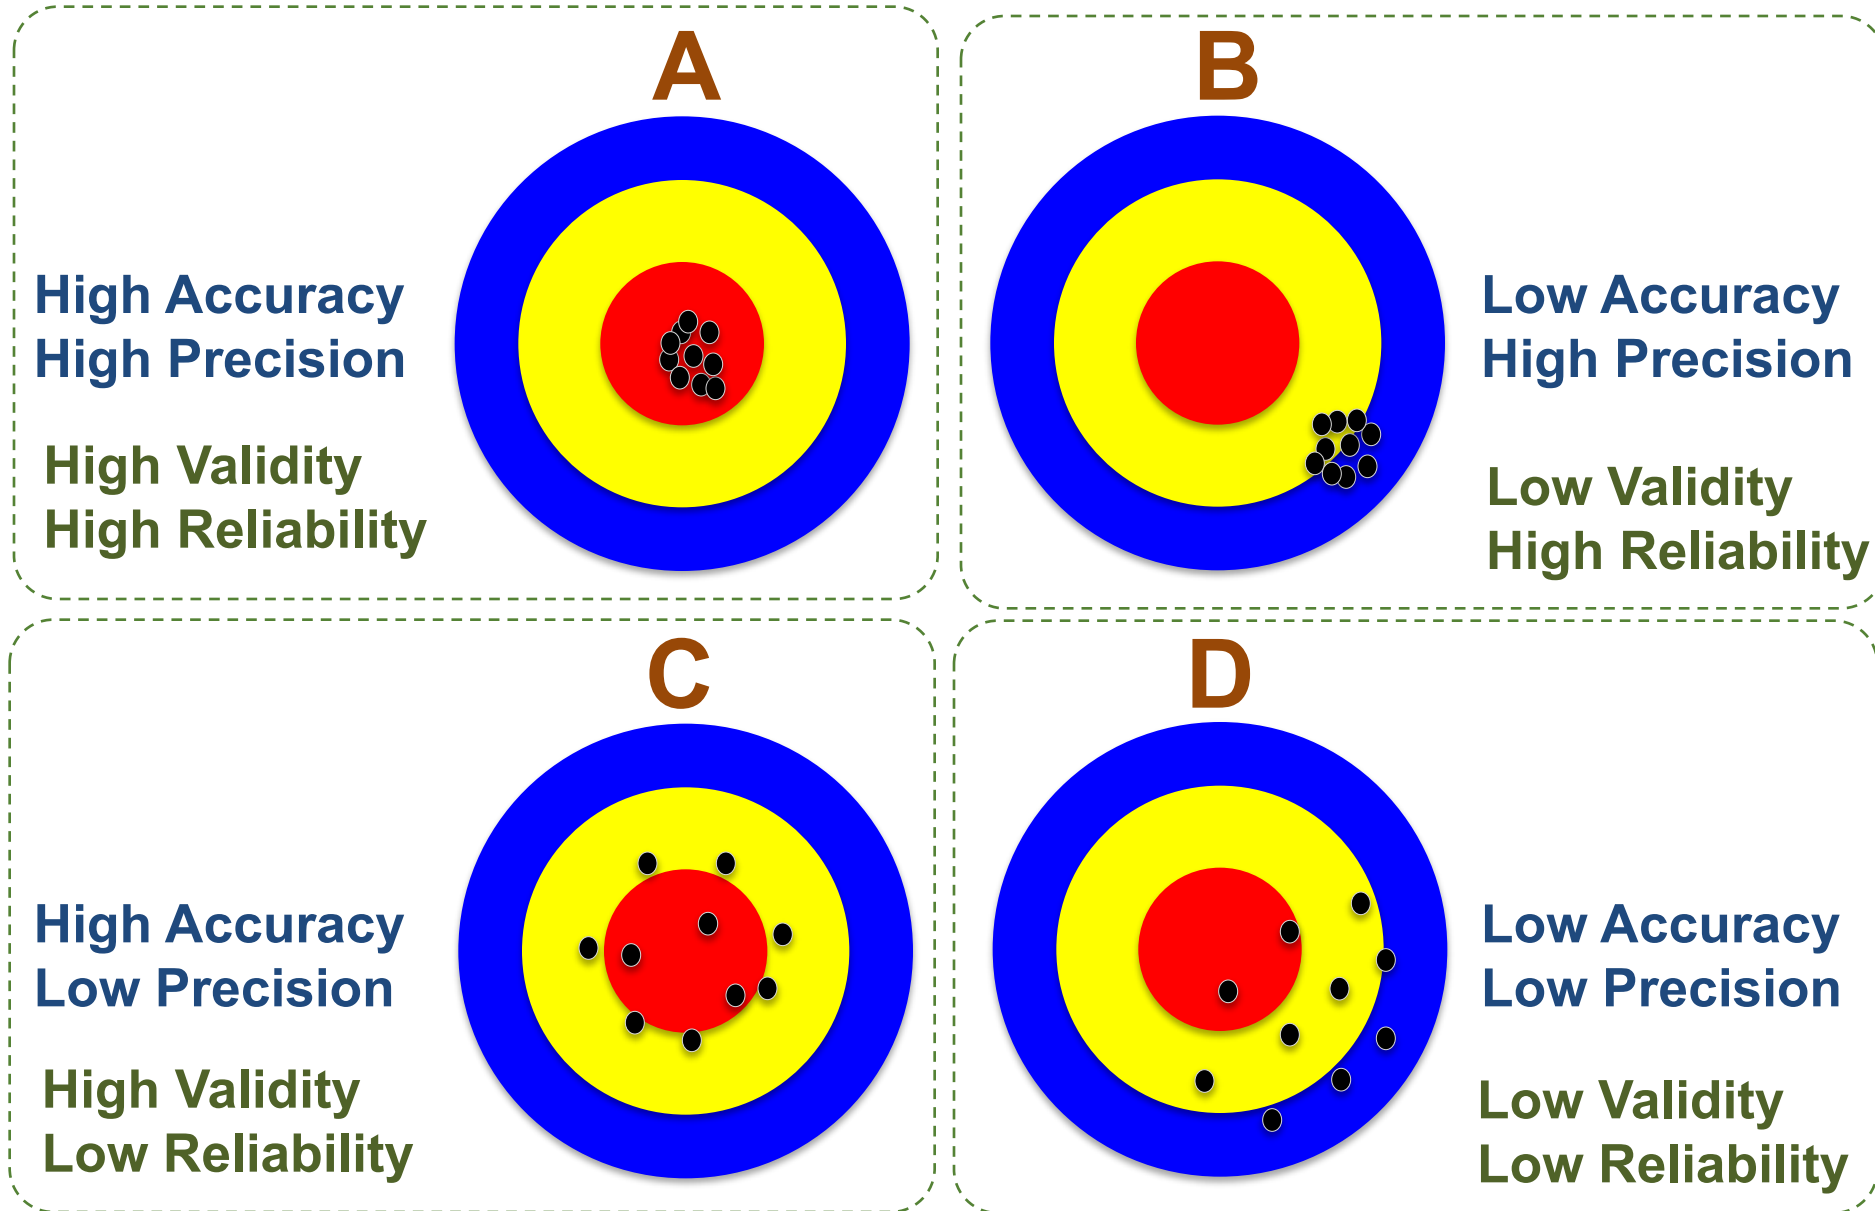 A
High Accuracy
High Precision
High Validity
High Reliability
B
Low Accuracy
High Precision
Low Validity
High Reliability
C
High Accuracy
Low Precision
High Validity
Low Reliability
D
Low Accuracy
Low Precision
Low Validity
Low Reliability